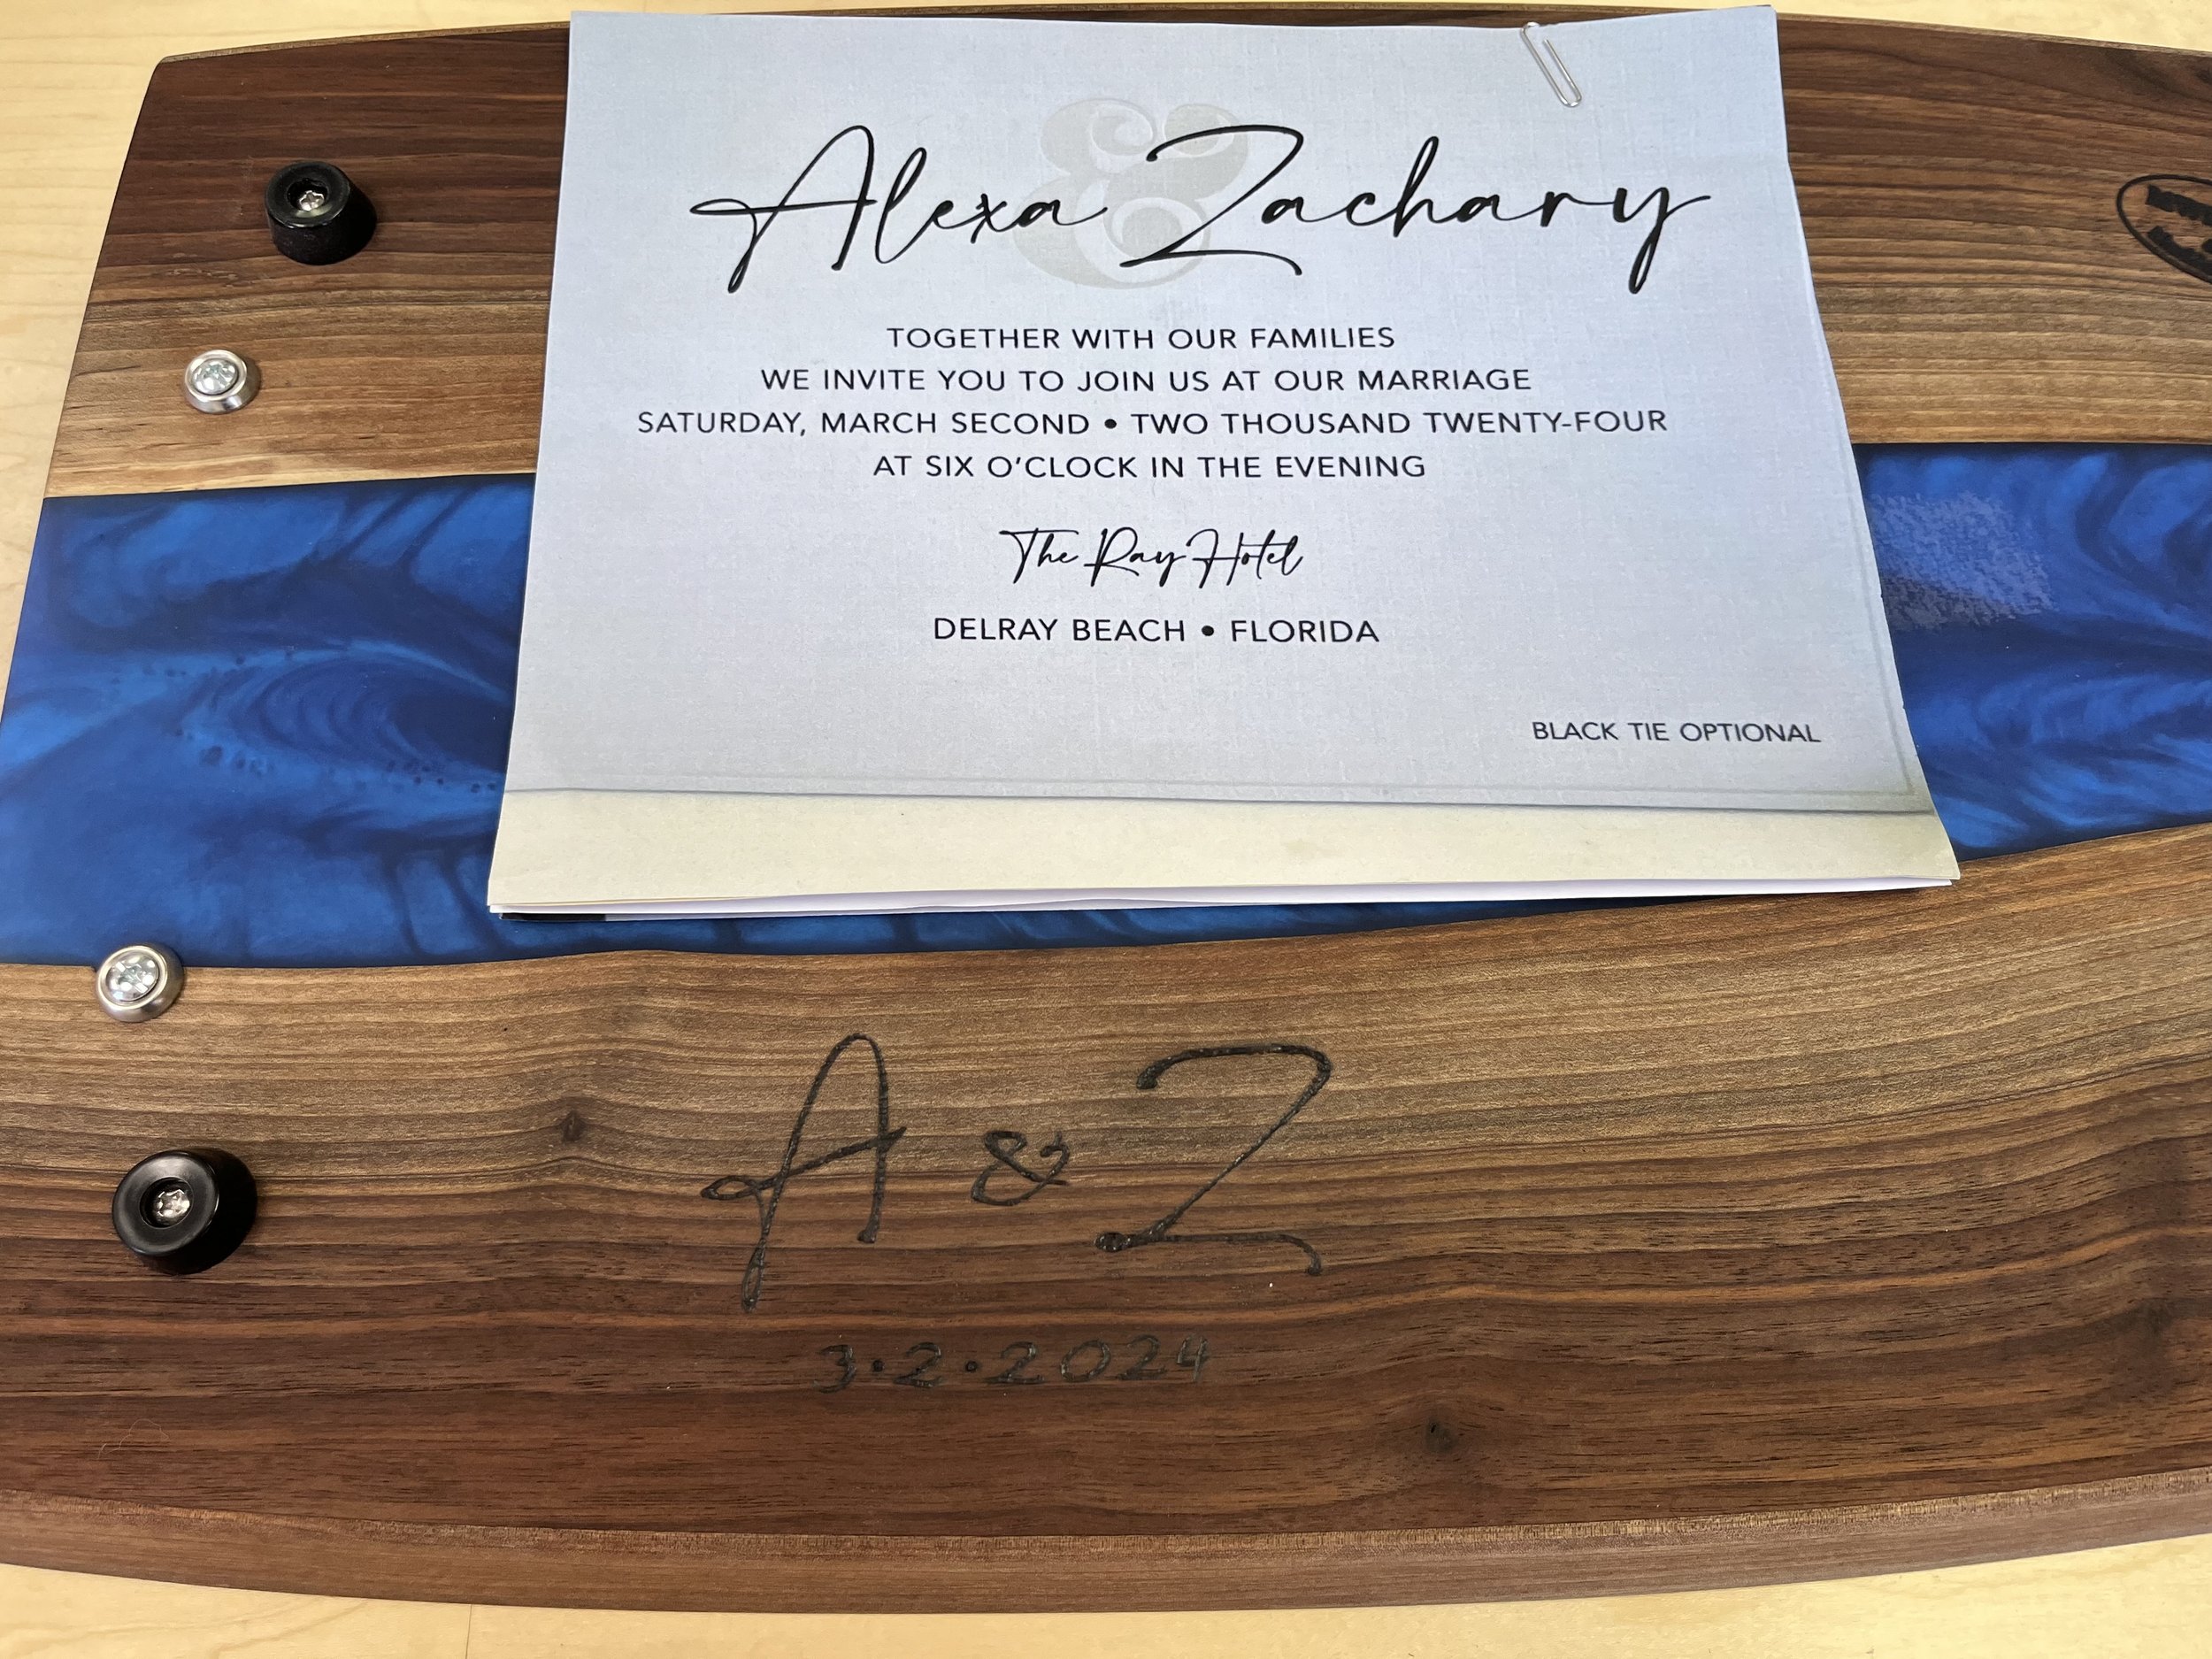 Alexa & Zachary
TOGETHER WITH OUR FAMILIES
WE INVITE YOU TO JOIN US AT OUR MARRIAGE
SATURDAY, MARCH SECOND • TWO THOUSAND TWENTY-FOUR
AT SIX O'CLOCK IN THE EVENING
The Ray Hotel
DELRAY BEACH • FLORIDA
BLACK TIE OPTIONAL
A & Z
3·2·2024